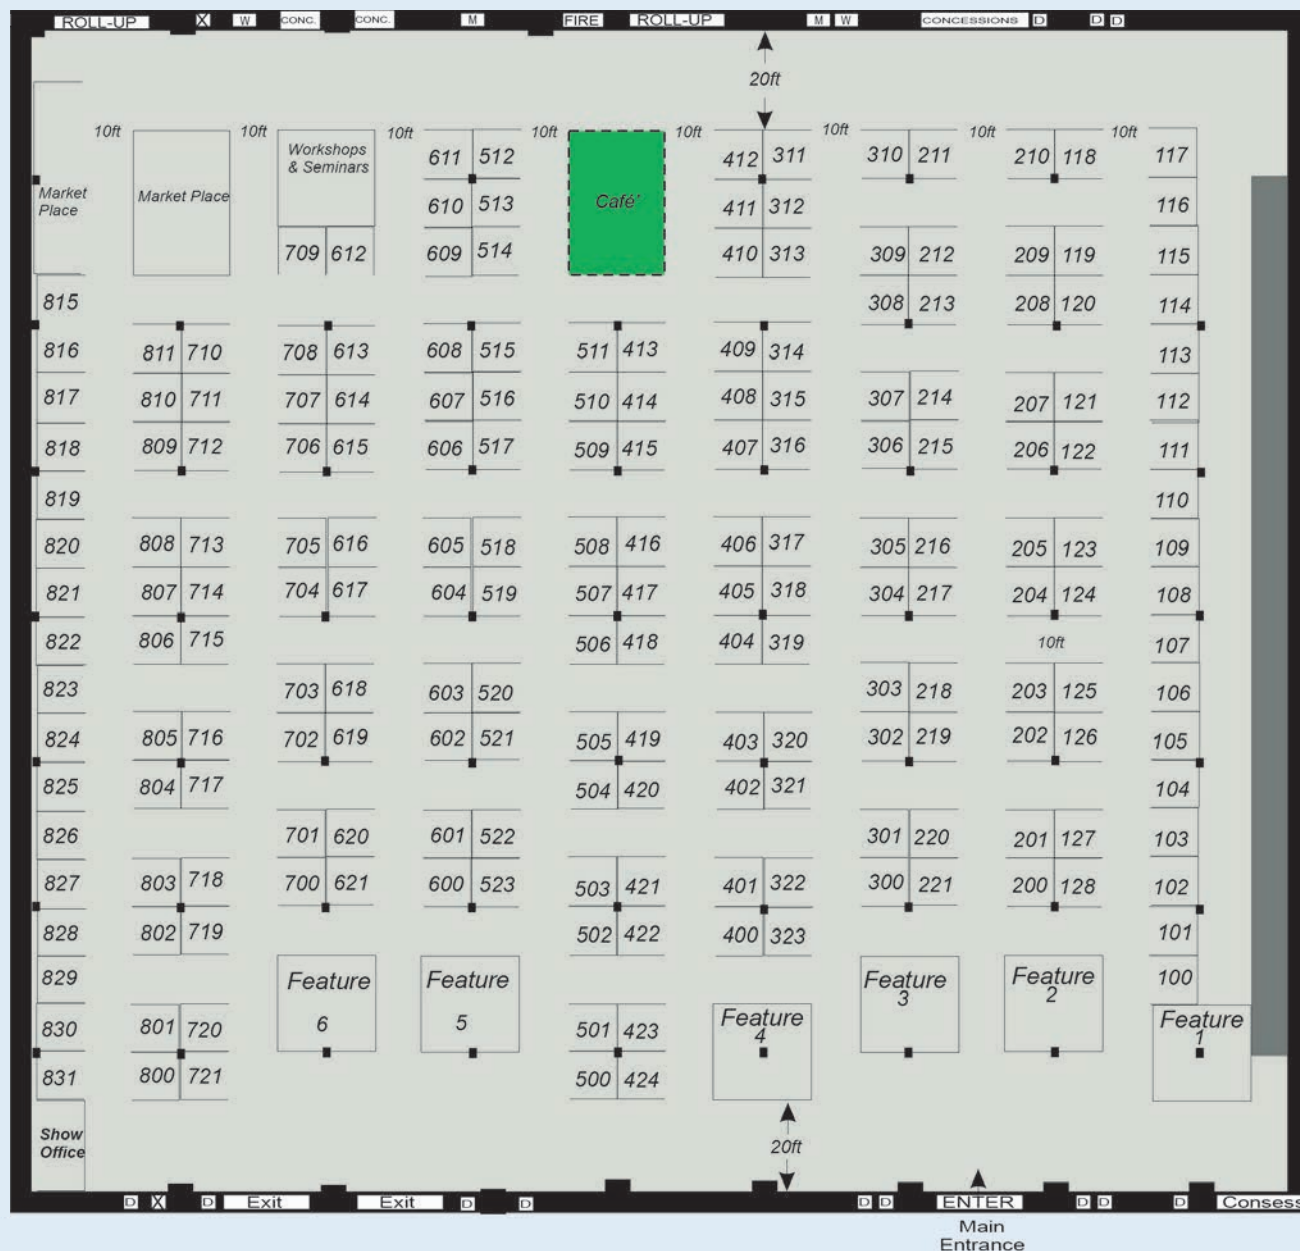 ROLL-UP X W CONC. CONC. M FIRE ROLL-UP M W CONCESSIONS D D D
20ft
10ft 10ft 10ft 10ft 10ft 10ft 10ft 10ft
Workshops
& Seminars
611 512 412 311 310 211 210 118 117
Market
Place
Market Place
Café'
610 513 411 312 116
709 612 609 514 410 313 309 212 209 119 115
815 308 213 208 120 114
816 811 710 708 613 608 515 511 413 409 314 113
817 810 711 707 614 607 516 510 414 408 315 307 214 207 121 112
818 809 712 706 615 606 517 509 415 407 316 306 215 206 122 111
819 110
820 808 713 705 616 605 518 508 416 406 317 305 216 205 123 109
821 807 714 704 617 604 519 507 417 405 318 304 217 204 124 108
822 806 715 506 418 404 319 10ft 107
823 703 618 603 520 303 218 203 125 106
824 805 716 702 619 602 521 505 419 403 320 302 219 202 126 105
825 804 717 504 420 402 321 104
826 701 620 601 522 301 220 201 127 103
827 803 718 700 621 600 523 503 421 401 322 300 221 200 128 102
828 802 719 502 422 400 323 101
829 100
Feature
6
Feature
5
Feature
3
Feature
2
830 801 720 501 423
Feature
4
Feature
1
831 800 721 500 424
Show
Office
20ft
D X D Exit Exit D D D D ENTER D D D Consess
Main
Entrance